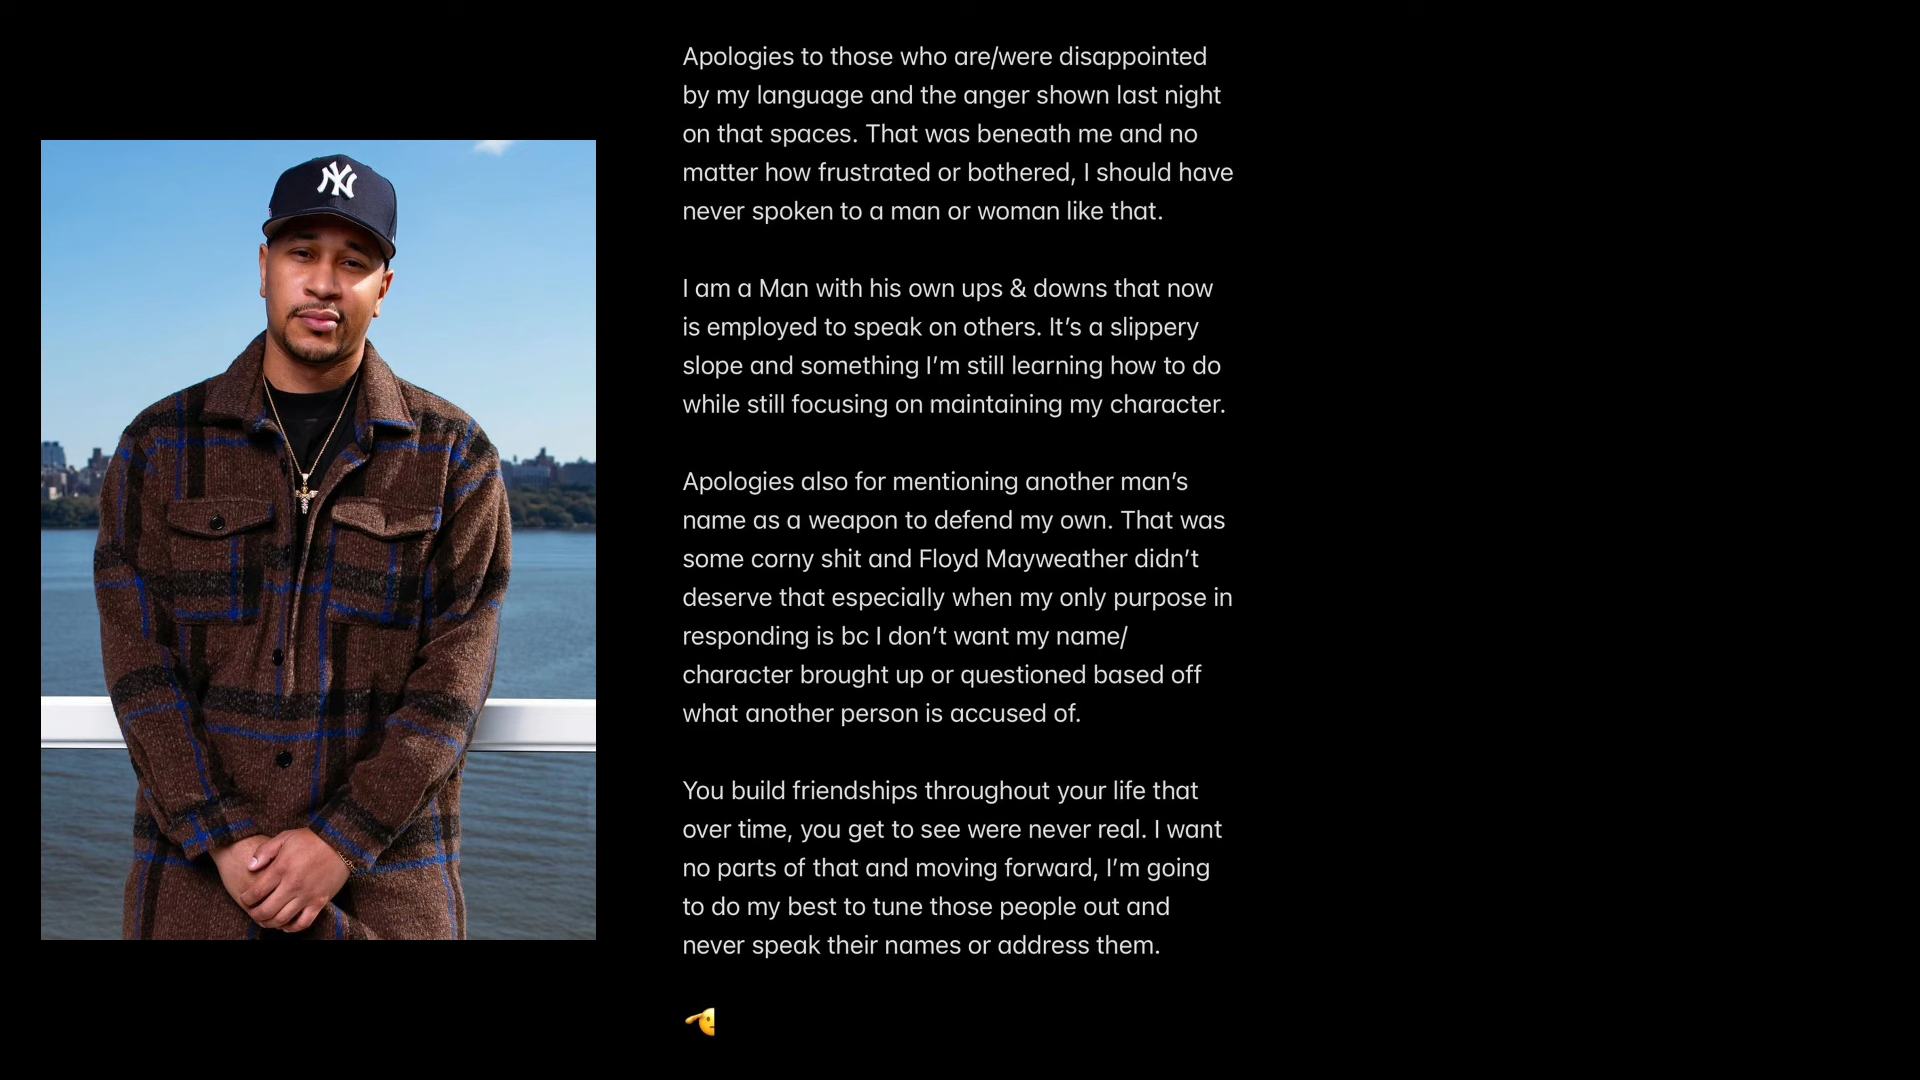 NY
Apologies to those who are/were disappointed
by my language and the anger shown last night
on that spaces. That was beneath me and no
matter how frustrated or bothered, I should have
never spoken to a man or woman like that.
I am a Man with his own ups & downs that now
is employed to speak on others. It’s a slippery
slope and something I’m still learning how to do
while still focusing on maintaining my character.
Apologies also for mentioning another man’s
name as a weapon to defend my own. That was
some corny shit and Floyd Mayweather didn’t
deserve that especially when my only purpose in
responding is bc I don’t want my name/
character brought up or questioned based off
what another person is accused of.
You build friendships throughout your life that
over time, you get to see were never real. I want
no parts of that and moving forward, I’m going
to do my best to tune those people out and
never speak their names or address them.